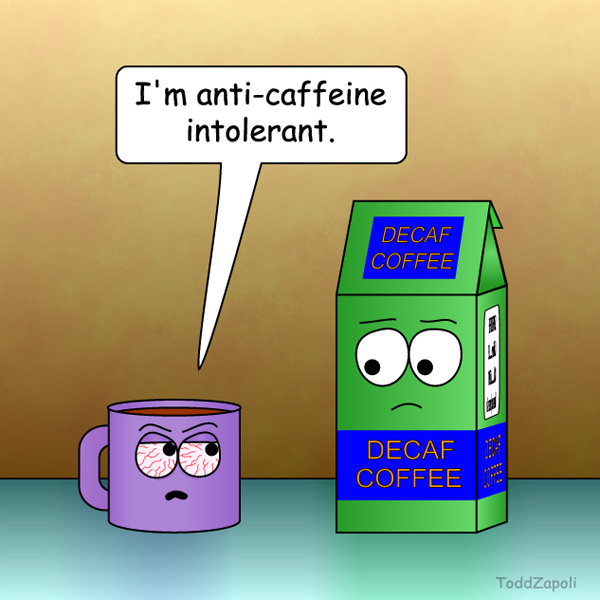 I'm anti-caffeine
intolerant.
DECAF
COFFEE
DECAF
COFFEE
DECAF
COFFEE
ToddZapoli